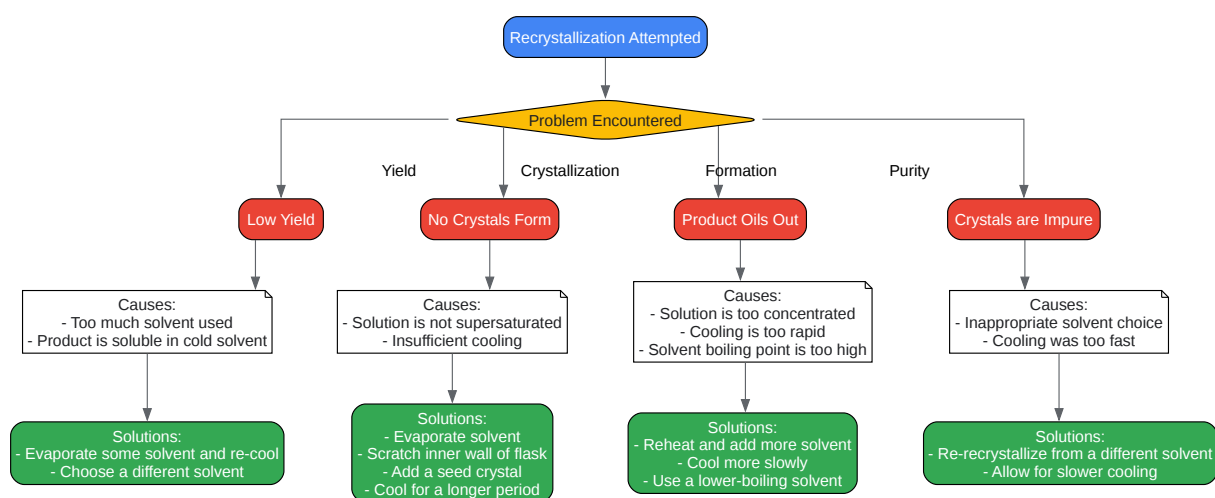 Recrystallization Attempted
Problem Encountered
Yield
Crystallization
Formation
Purity
Low Yield
No Crystals Form
Product Oils Out
Crystals are Impure
Causes:
- Too much solvent used
- Product is soluble in cold solvent
Causes:
- Solution is not supersaturated
- Insufficient cooling
Causes:
- Solution is too concentrated
- Cooling is too rapid
- Solvent boiling point is too high
Causes:
- Inappropriate solvent choice
- Cooling was too fast
Solutions:
- Evaporate some solvent and re-cool
- Choose a different solvent
Solutions:
- Evaporate solvent
- Scratch inner wall of flask
- Add a seed crystal
- Cool for a longer period
Solutions:
- Reheat and add more solvent
- Cool more slowly
- Use a lower-boiling solvent
Solutions:
- Re-recrystallize from a different solvent
- Allow for slower cooling